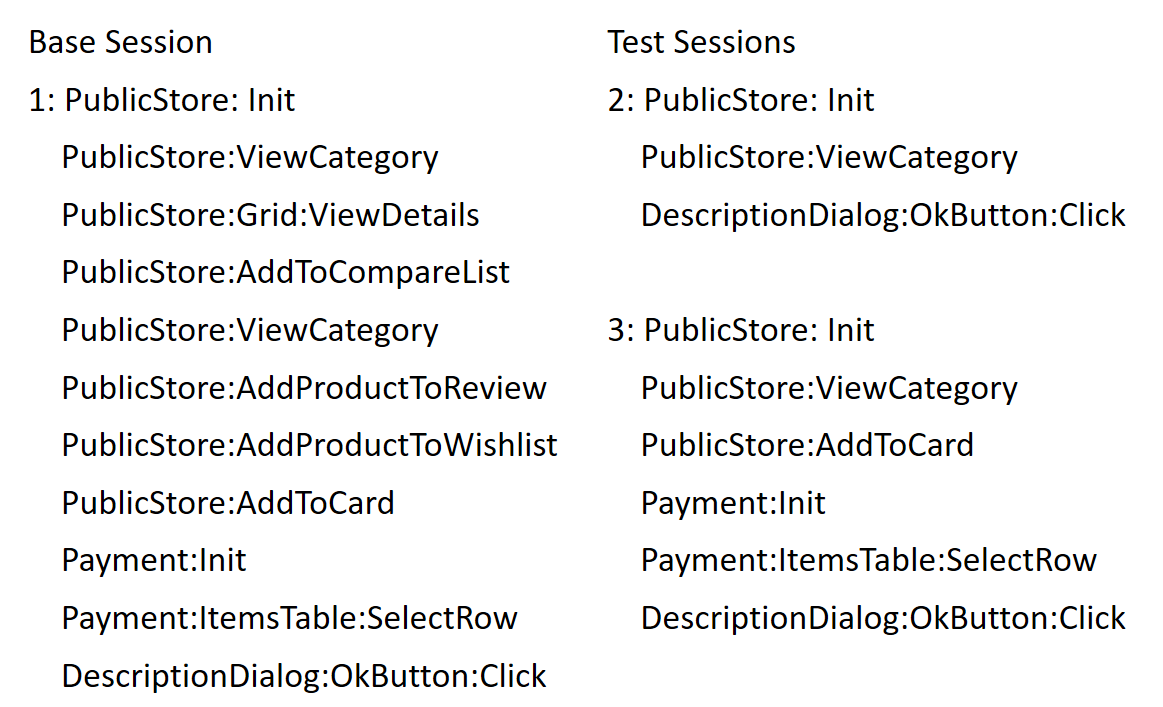 Base Session
1: PublicStore: Init
PublicStore:ViewCategory
PublicStore:Grid:ViewDetails
PublicStore:AddToCompareList
PublicStore:ViewCategory
PublicStore:AddProductToReview
PublicStore:AddProductToWishlist
PublicStore:AddToCard
Payment:Init
Payment:ItemsTable:SelectRow
DescriptionDialog:OkButton:Click
Test Sessions
2: PublicStore: Init
PublicStore:ViewCategory
DescriptionDialog:OkButton:Click
3: PublicStore: Init
PublicStore:ViewCategory
PublicStore:AddToCard
Payment:Init
Payment:ItemsTable:SelectRow
DescriptionDialog:OkButton:Click